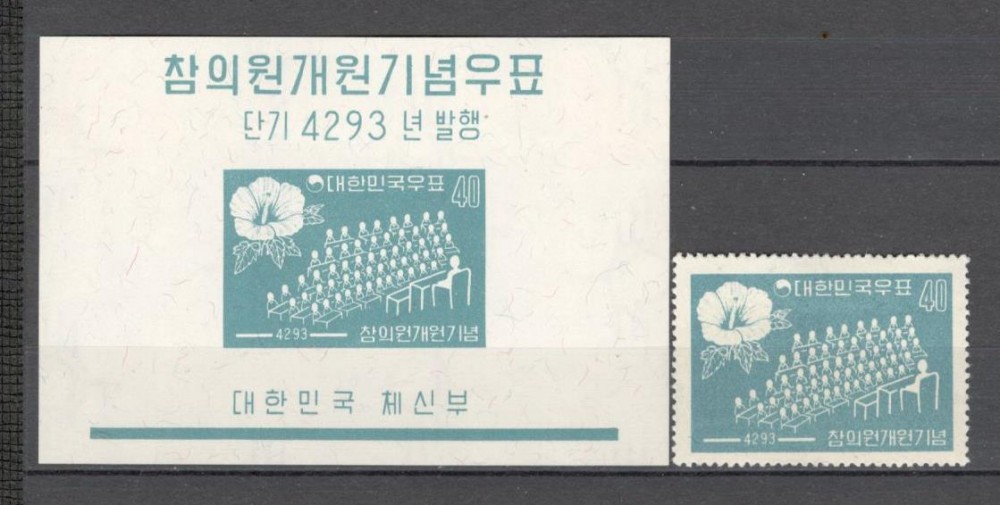 참의원개원기념우표
단기 4293 년 발행
대한민국우표 40
4293 참의원개원기념
대한민국 체신부
대한민국우표 40
4293 참의원개원기념